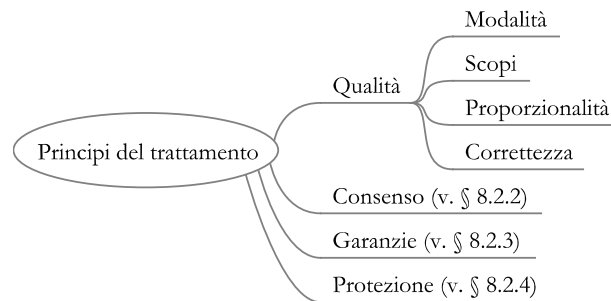 Modalità
Scopi
Qualità
Proporzionalità
Correttezza
Principi del trattamento
Consenso (v. § 8.2.2)
Garanzie (v. § 8.2.3)
Protezione (v. § 8.2.4)